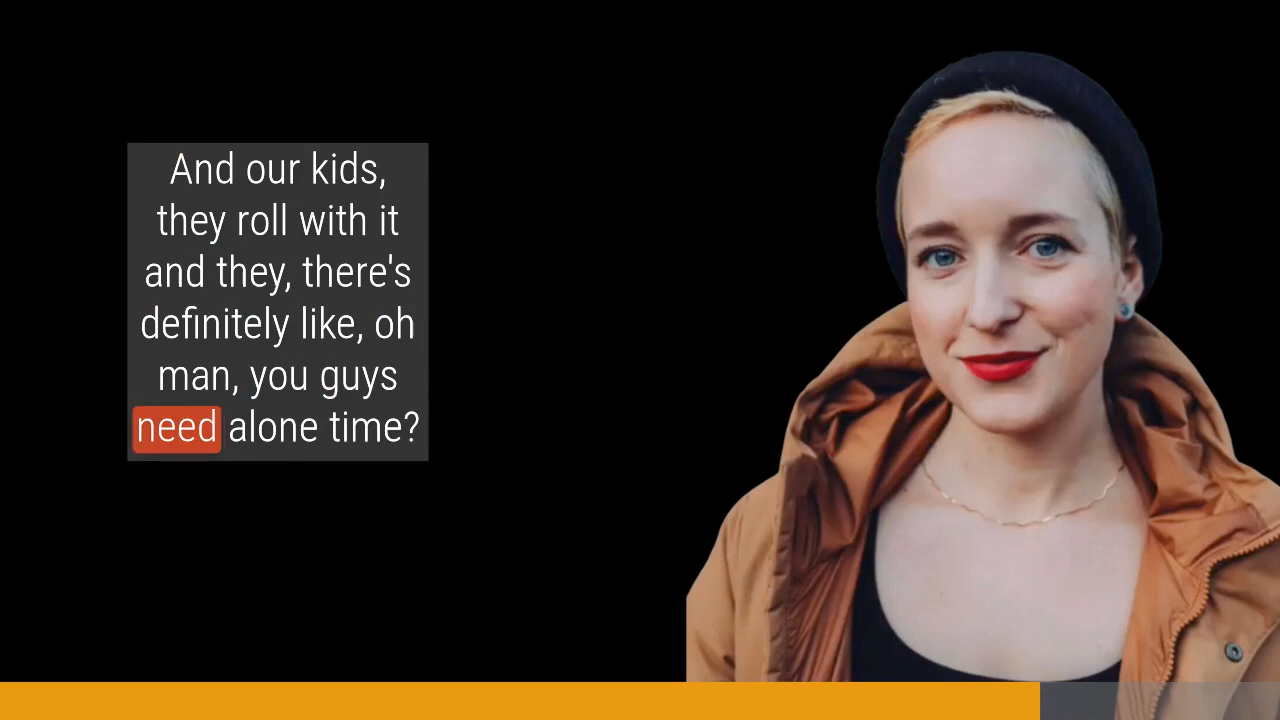 And our kids,
they roll with it
and they, there's
definitely like, oh
man, you guys
need alone time?